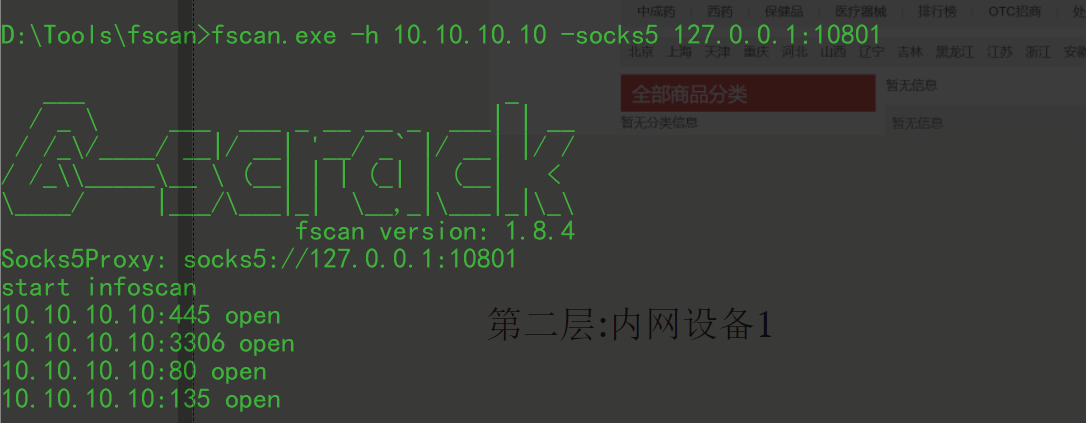 D:\Tools\fscan>fscan.exe -h 10.10.10.10 -socks5 127.0.0.1:10801
中成药 西药 保健品 医疗器械 排行榜 OTC招商
北京 上海 天津 重庆 河北 山西 辽宁 吉林 黑龙江 江苏 浙江 安徽
全部商品分类
暂无信息
暂无分类信息
暂无信息
fscan version: 1.8.4
Socks5Proxy: socks5://127.0.0.1:10801
start infoscan
10.10.10.10:445 open
10.10.10.10:3306 open
第二层:内网设备1
10.10.10.10:80 open
10.10.10.10:135 open